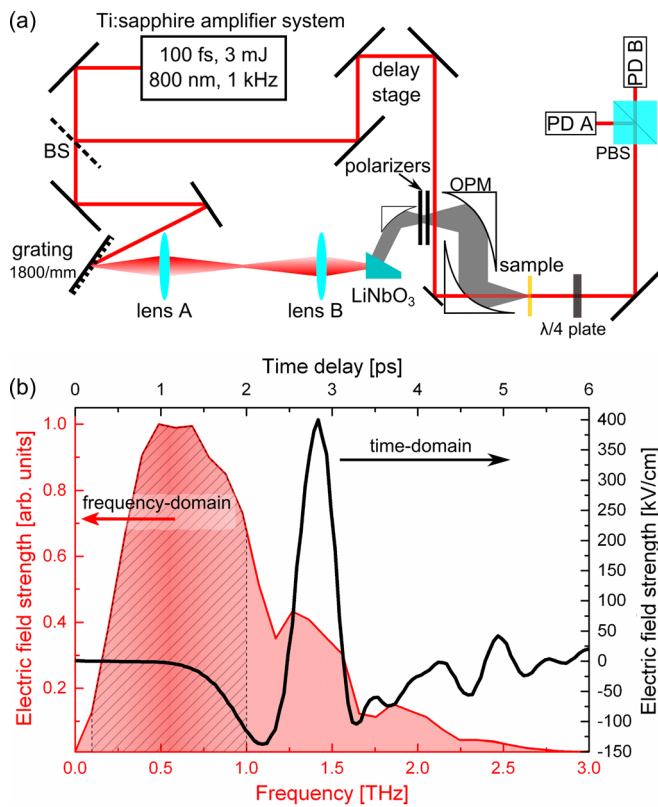 (a)
Ti:sapphire amplifier system
100 fs, 3 mJ
800 nm, 1 kHz
delay
stage
PD B
PD A
PBS
BS
polarizers
OPM
grating
1800/mm
sample
lens A
lens B
LiNbO₃
λ/4 plate
(b)
Time delay [ps]
0 1 2 3 4 5 6
Electric field strength [arb. units]
1.0
0.8
0.6
0.4
0.2
frequency-domain
time-domain
400
350
300
250
200
150
100
50
0
-50
-100
-150
Electric field strength [kV/cm]
0.0 0.5 1.0 1.5 2.0 2.5 3.0
Frequency [THz]